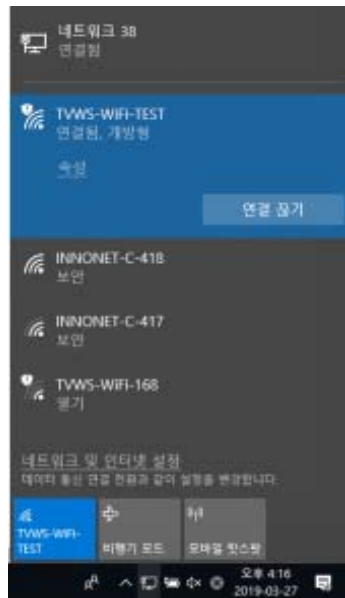 네트워크 38
연결됨
TVWS-WIFI-TEST
연결됨, 개방형
속성
연결 끊기
INNONET-C-418
보안
INNONET-C-417
보안
TVWS-WIFI-168
열기
네트워크 및 인터넷 설정
데이터 통신 연결 전환과 같이 설정을 변경합니다.
TVWS-WIFI-
TEST
비행기 모드
모바일 핫스팟
오후 4:16
2019-03-27